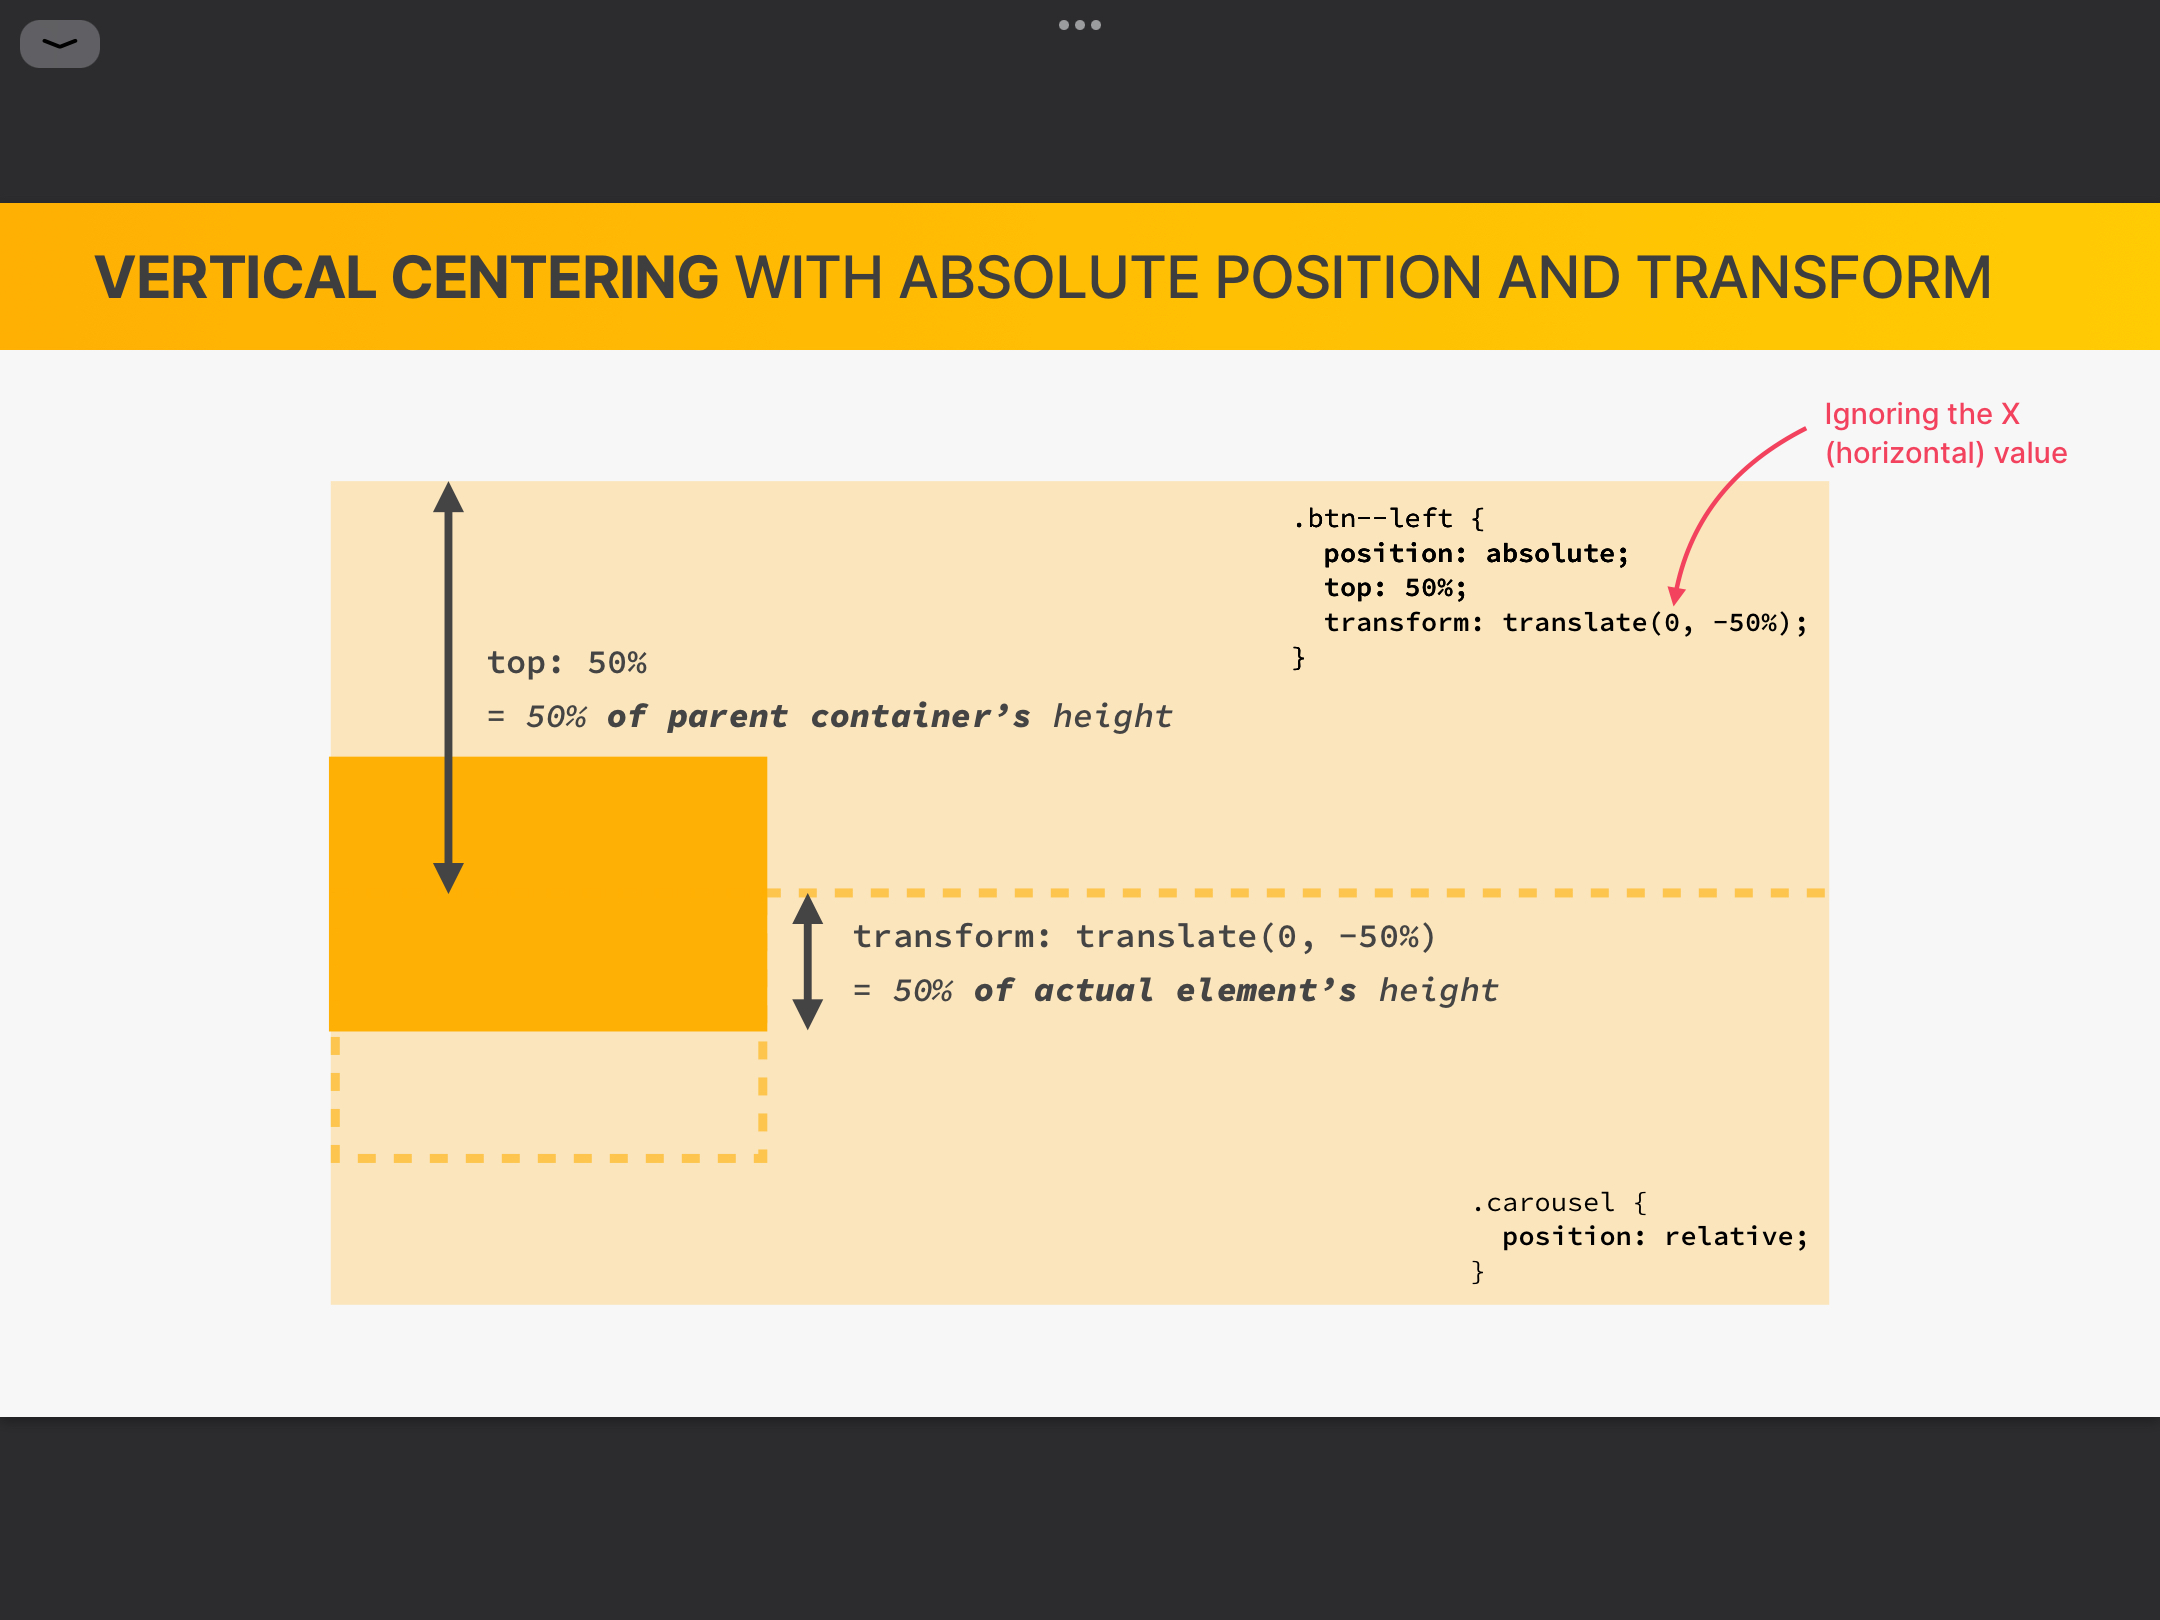 VERTICAL CENTERING WITH ABSOLUTE POSITION AND TRANSFORM
Ignoring the X
(horizontal) value
.btn--left {
position: absolute;
top: 50%;
transform: translate(0, -50%);
}
top: 50%
= 50% of parent container’s height
transform: translate(0, -50%)
= 50% of actual element’s height
.carousel {
position: relative;
}